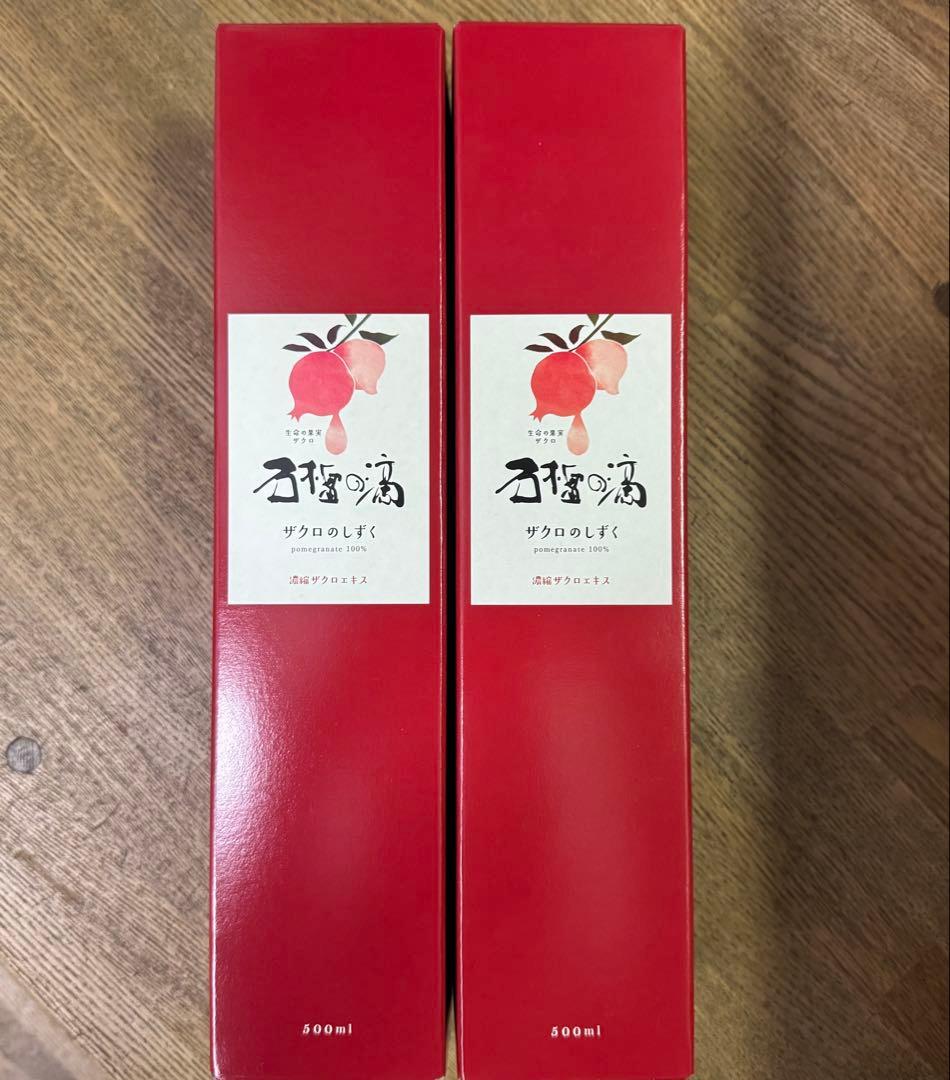 生命の果実
ザクロ
石榴の滴
ザクロのしずく
pomegranate 100%
濃縮ザクロエキス
500ml
生命の果実
ザクロ
石榴の滴
ザクロのしずく
pomegranate 100%
濃縮ザクロエキス
500ml